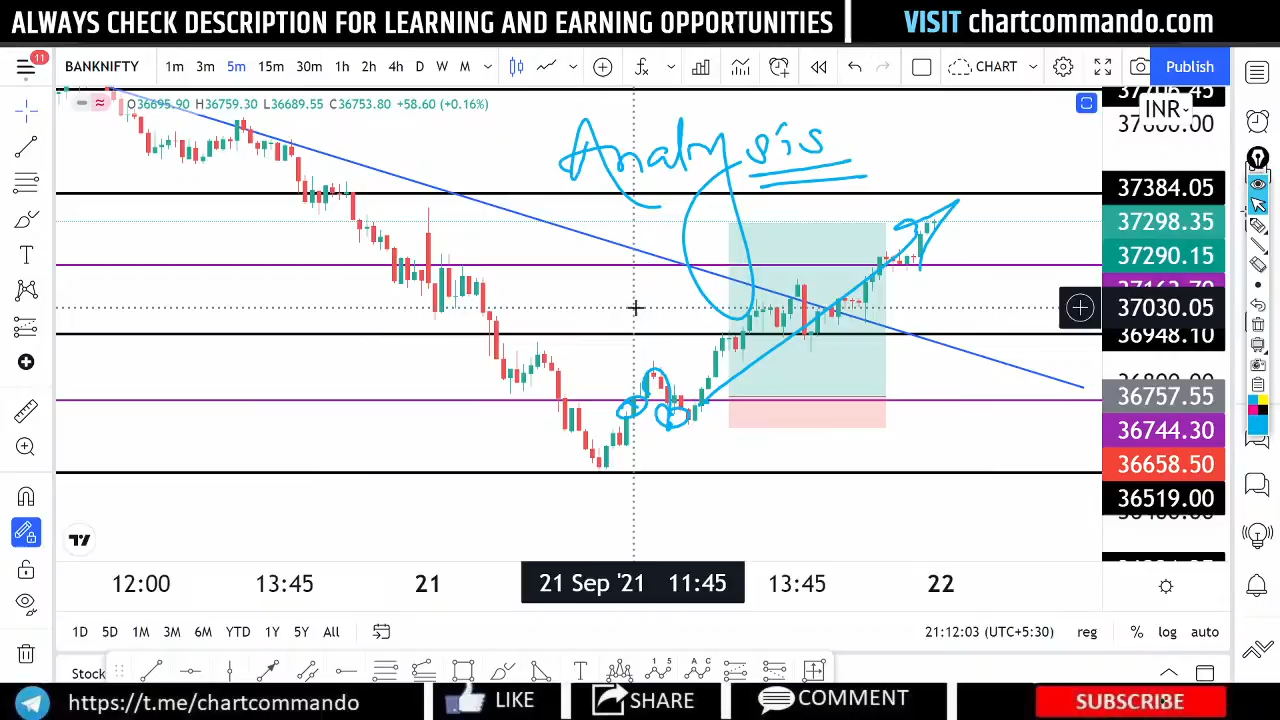 ALWAYS CHECK DESCRIPTION FOR LEARNING AND EARNING OPPORTUNITIES
VISIT chartcommando.com
11
BANKNIFTY 1m 3m 5m 15m 30m 1h 2h 4h D W M CHART Publish
O36695.90 H36759.30 L36689.55 C36753.80 +58.60 (+0.16%)
INR
Analysis
37384.05
37298.35
37290.15
37030.05
36948.10
36757.55
36744.30
36658.50
36519.00
12:00 13:45 21 21 Sep '21 11:45 13:45 22
1D 5D 1M 3M 6M YTD 1Y 5Y All 21:12:03 (UTC+5:30) reg % log auto
Stock
https://t.me/chartcommando LIKE SHARE COMMENT SUBSCRIBE